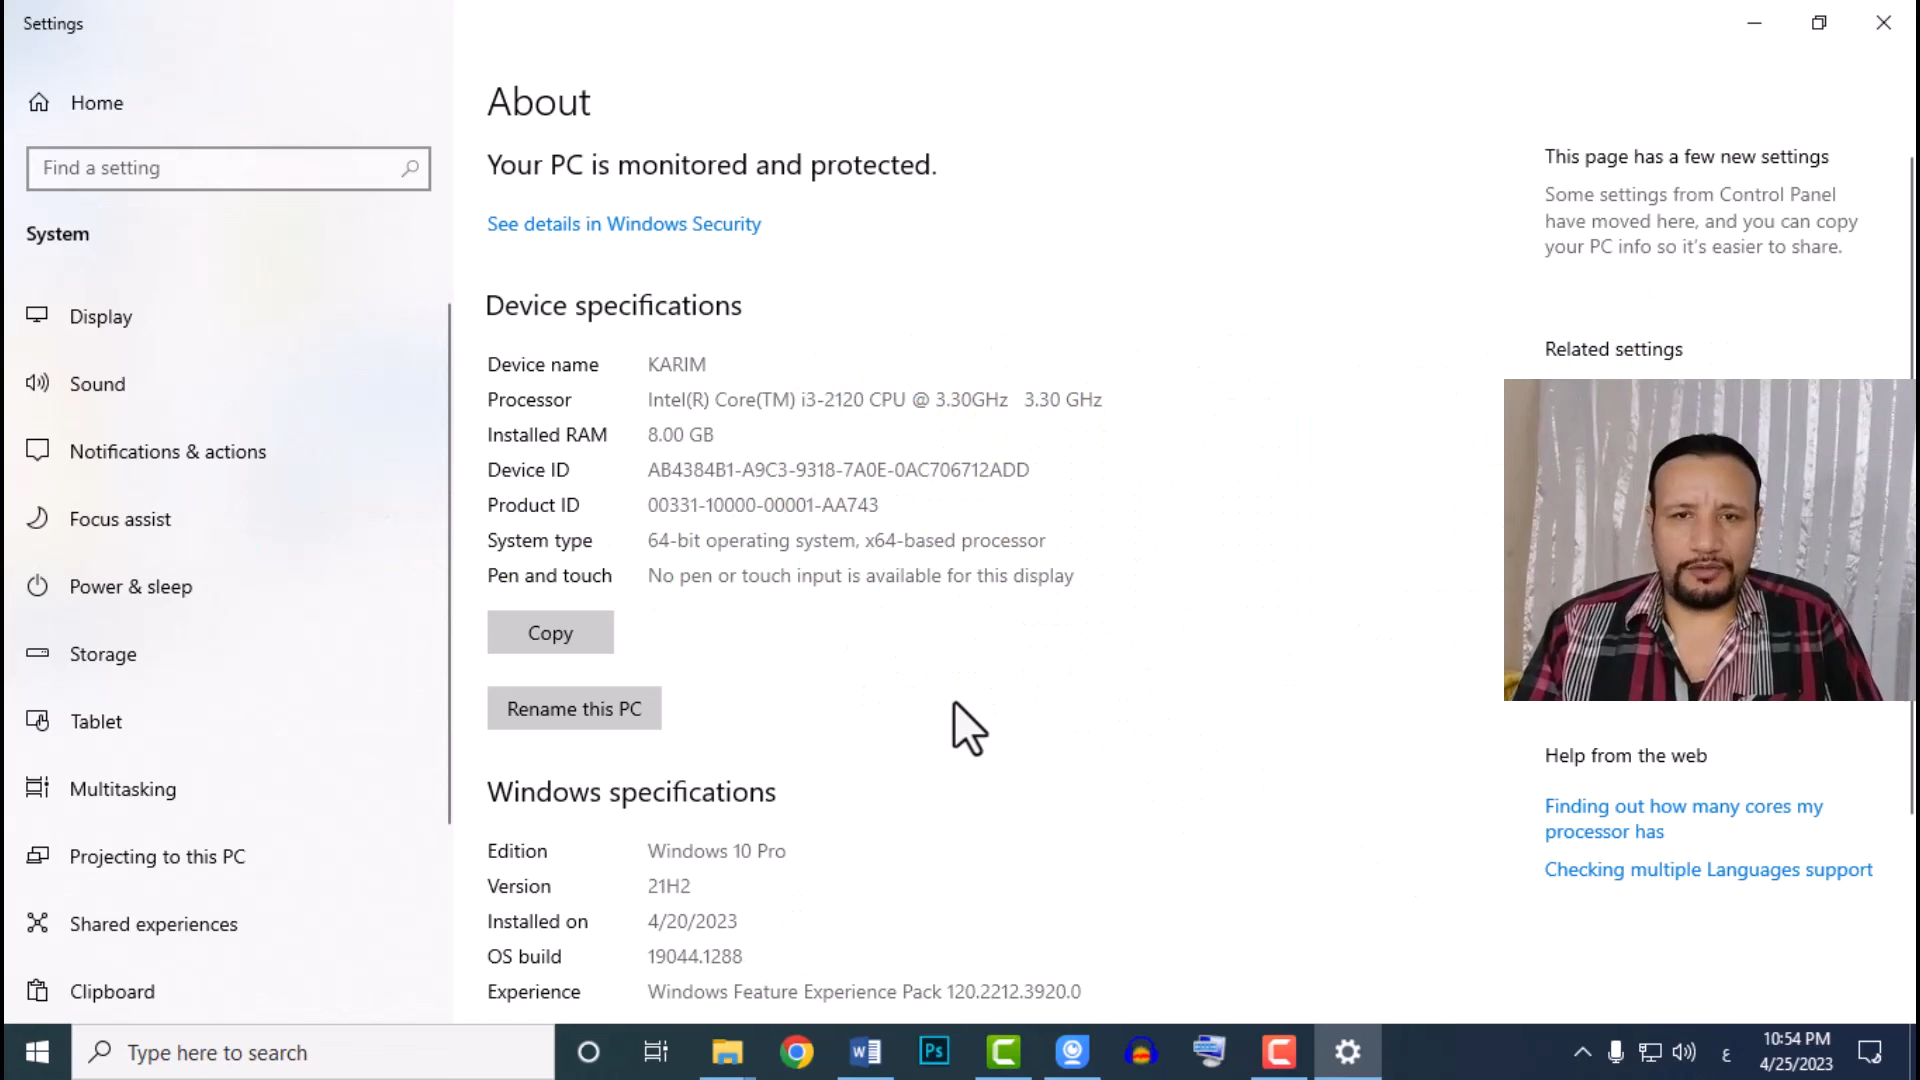 Settings
Home
Find a setting
System
Display
Sound
Notifications & actions
Focus assist
Power & sleep
Storage
Tablet
Multitasking
Projecting to this PC
Shared experiences
Clipboard
About
Your PC is monitored and protected.
See details in Windows Security
Device specifications
Device name KARIM
Processor Intel(R) Core(TM) i3-2120 CPU @ 3.30GHz 3.30 GHz
Installed RAM 8.00 GB
Device ID AB4384B1-A9C3-9318-7A0E-0AC706712ADD
Product ID 00331-10000-00001-AA743
System type 64-bit operating system, x64-based processor
Pen and touch No pen or touch input is available for this display
Copy
Rename this PC
Windows specifications
Edition Windows 10 Pro
Version 21H2
Installed on 4/20/2023
OS build 19044.1288
Experience Windows Feature Experience Pack 120.2212.3920.0
This page has a few new settings
Some settings from Control Panel
have moved here, and you can copy
your PC info so it's easier to share.
Related settings
Help from the web
Finding out how many cores my
processor has
Checking multiple Languages support
Type here to search
W
Ps
ع
10:54 PM
4/25/2023